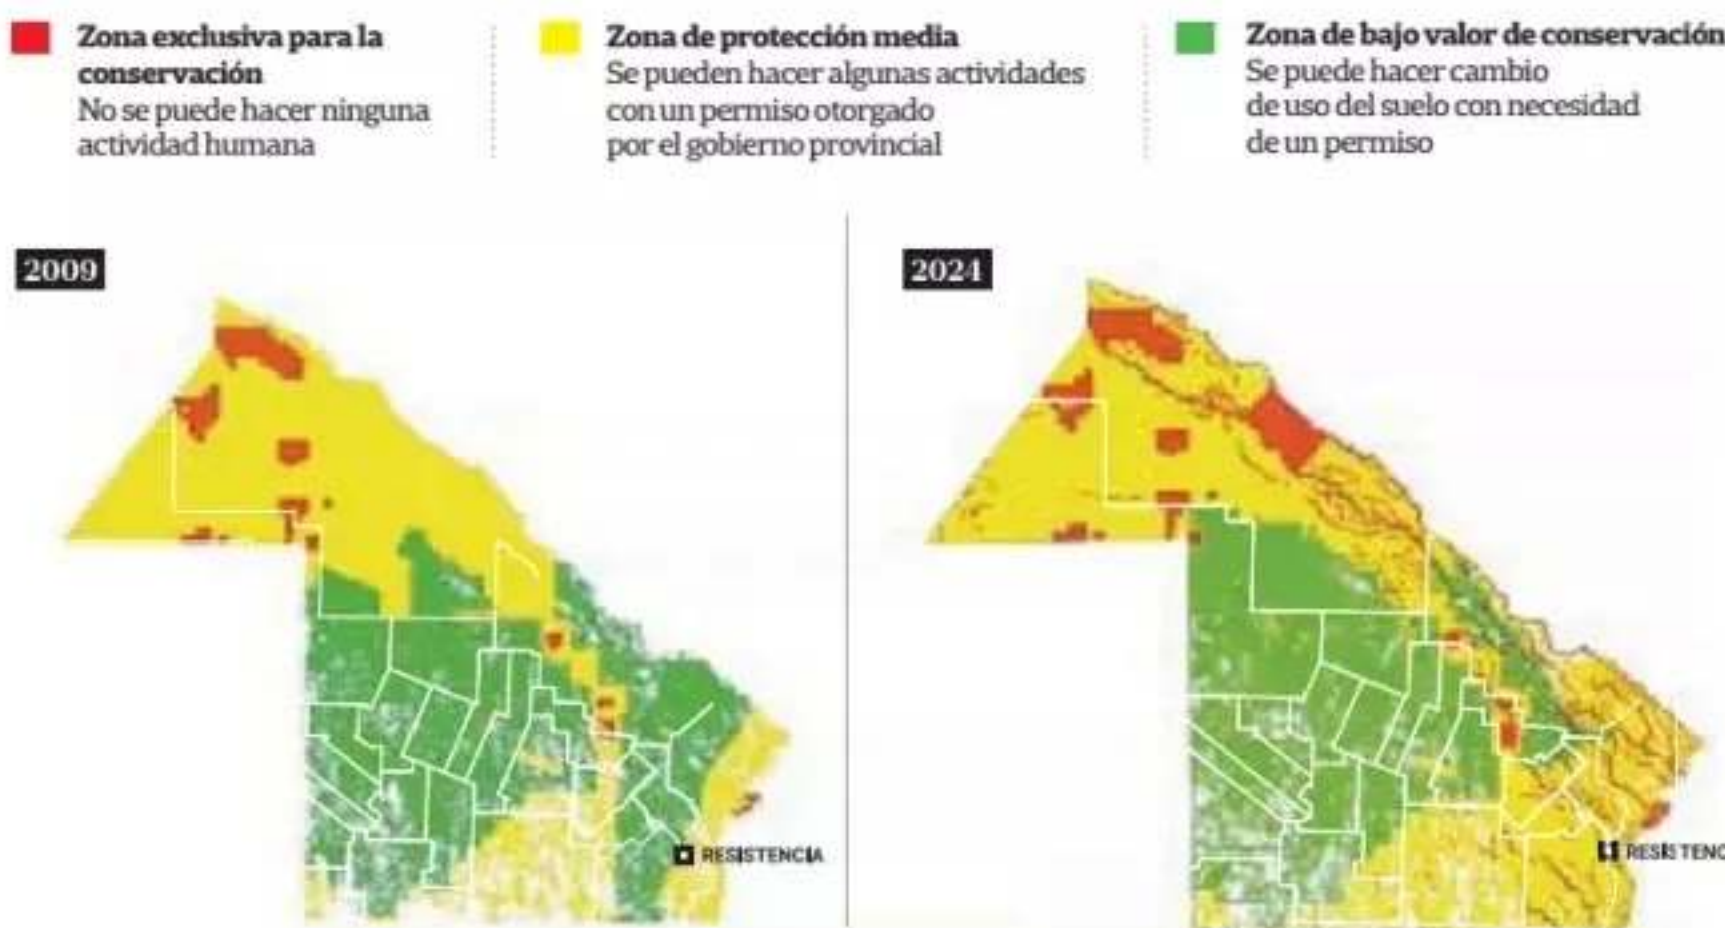 Zona exclusiva para la
conservación
No se puede hacer ninguna
actividad humana
Zona de protección media
Se pueden hacer algunas actividades
con un permiso otorgado
por el gobierno provincial
Zona de bajo valor de conservación
Se puede hacer cambio
de uso del suelo con necesidad
de un permiso
2009
2024
RESISTENCIA
RESISTENC